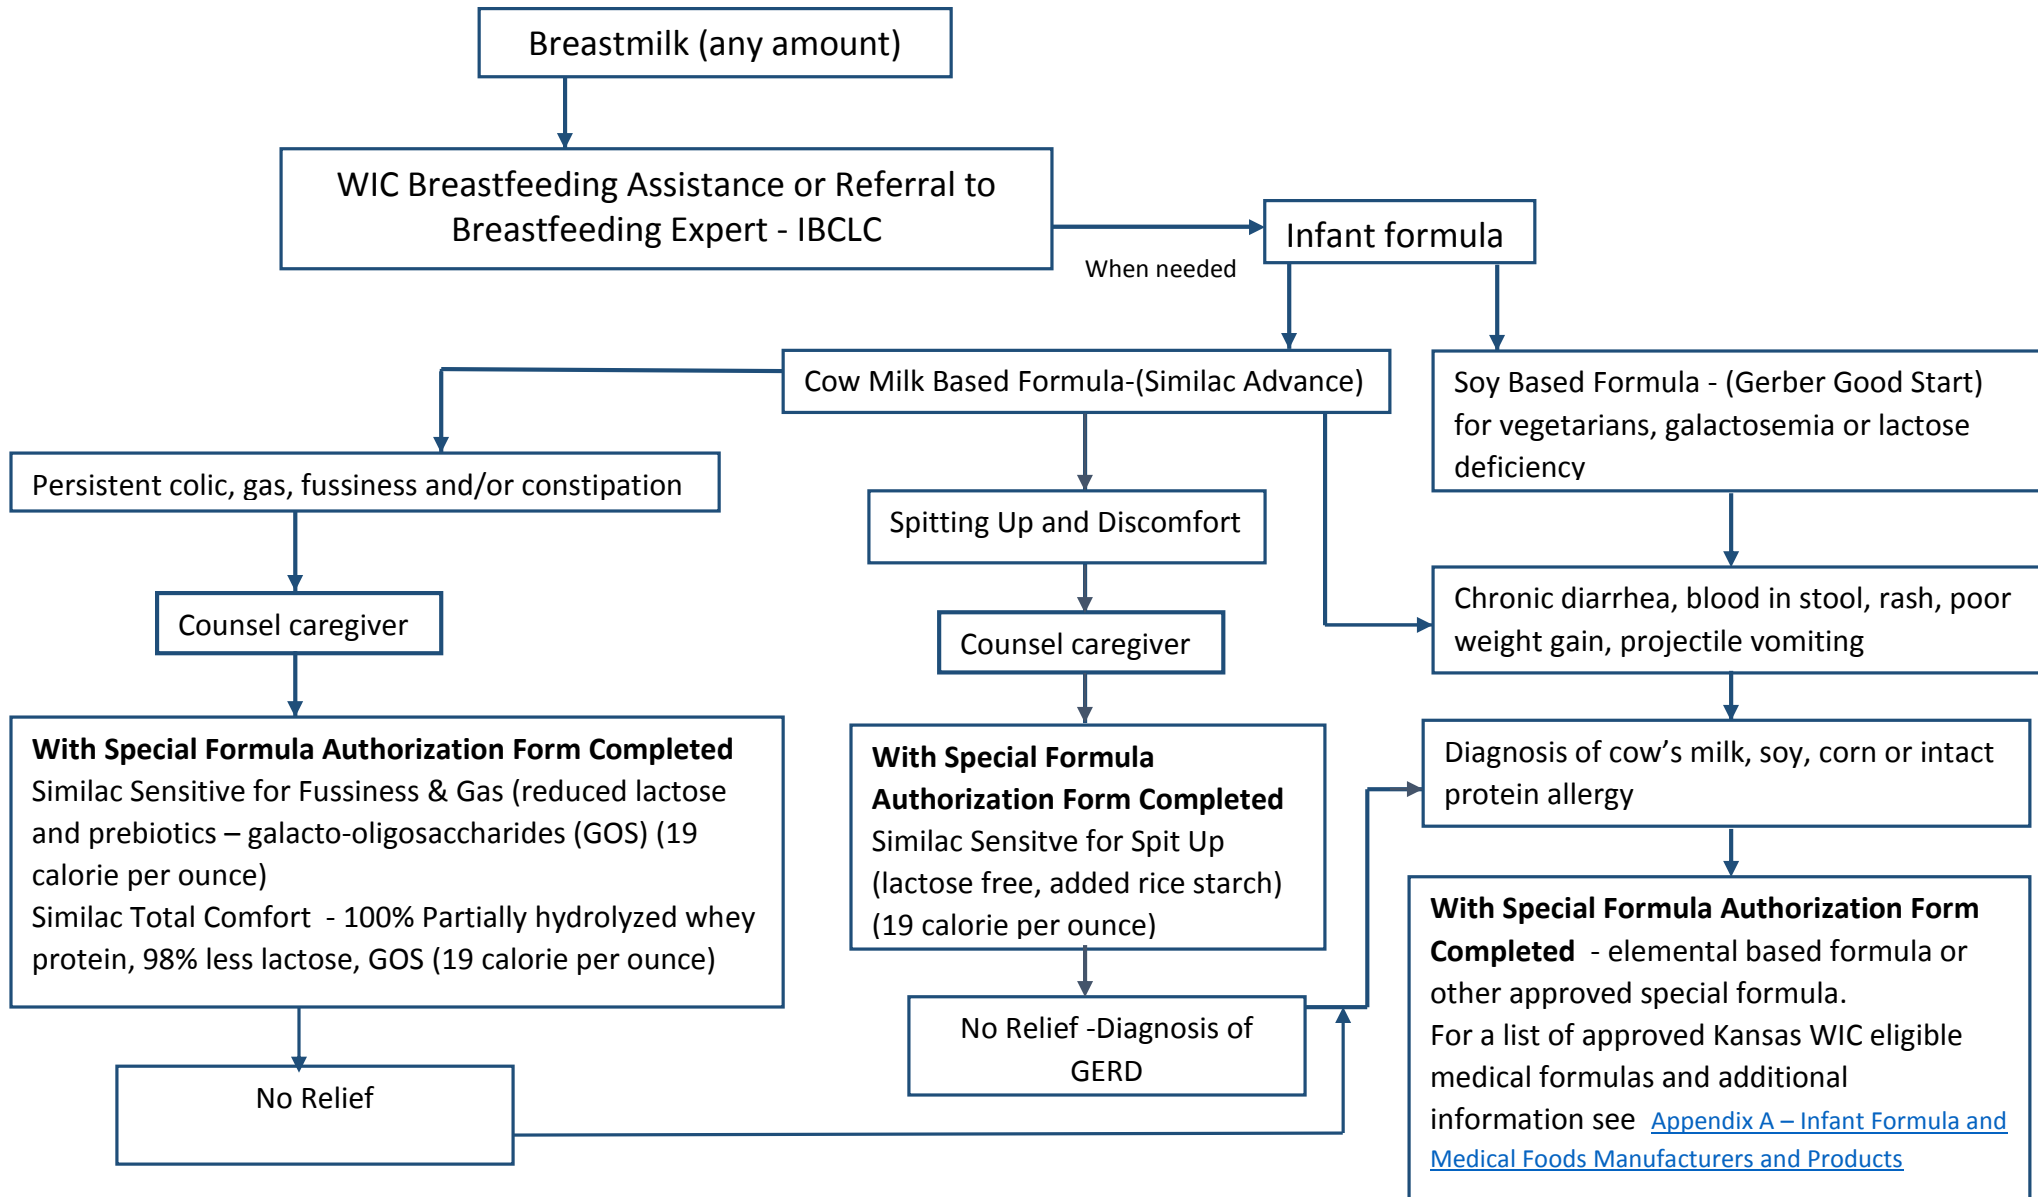 Breastmilk (any amount)
WIC Breastfeeding Assistance or Referral to
Breastfeeding Expert - IBCLC
When needed
Infant formula
Cow Milk Based Formula-(Similac Advance)
Soy Based Formula - (Gerber Good Start)
for vegetarians, galactosemia or lactose
deficiency
Persistent colic, gas, fussiness and/or constipation
Spitting Up and Discomfort
Chronic diarrhea, blood in stool, rash, poor
weight gain, projectile vomiting
Counsel caregiver
Counsel caregiver
With Special Formula Authorization Form Completed
Similac Sensitive for Fussiness & Gas (reduced lactose
and prebiotics – galacto-oligosaccharides (GOS) (19
calorie per ounce)
Similac Total Comfort  - 100% Partially hydrolyzed whey
protein, 98% less lactose, GOS (19 calorie per ounce)
With Special Formula
Authorization Form Completed
Similac Sensitve for Spit Up
(lactose free, added rice starch)
(19 calorie per ounce)
Diagnosis of cow’s milk, soy, corn or intact
protein allergy
No Relief
No Relief -Diagnosis of
GERD
With Special Formula Authorization Form
Completed  - elemental based formula or
other approved special formula.
For a list of approved Kansas WIC eligible
medical formulas and additional
information see  Appendix A – Infant Formula and
Medical Foods Manufacturers and Products